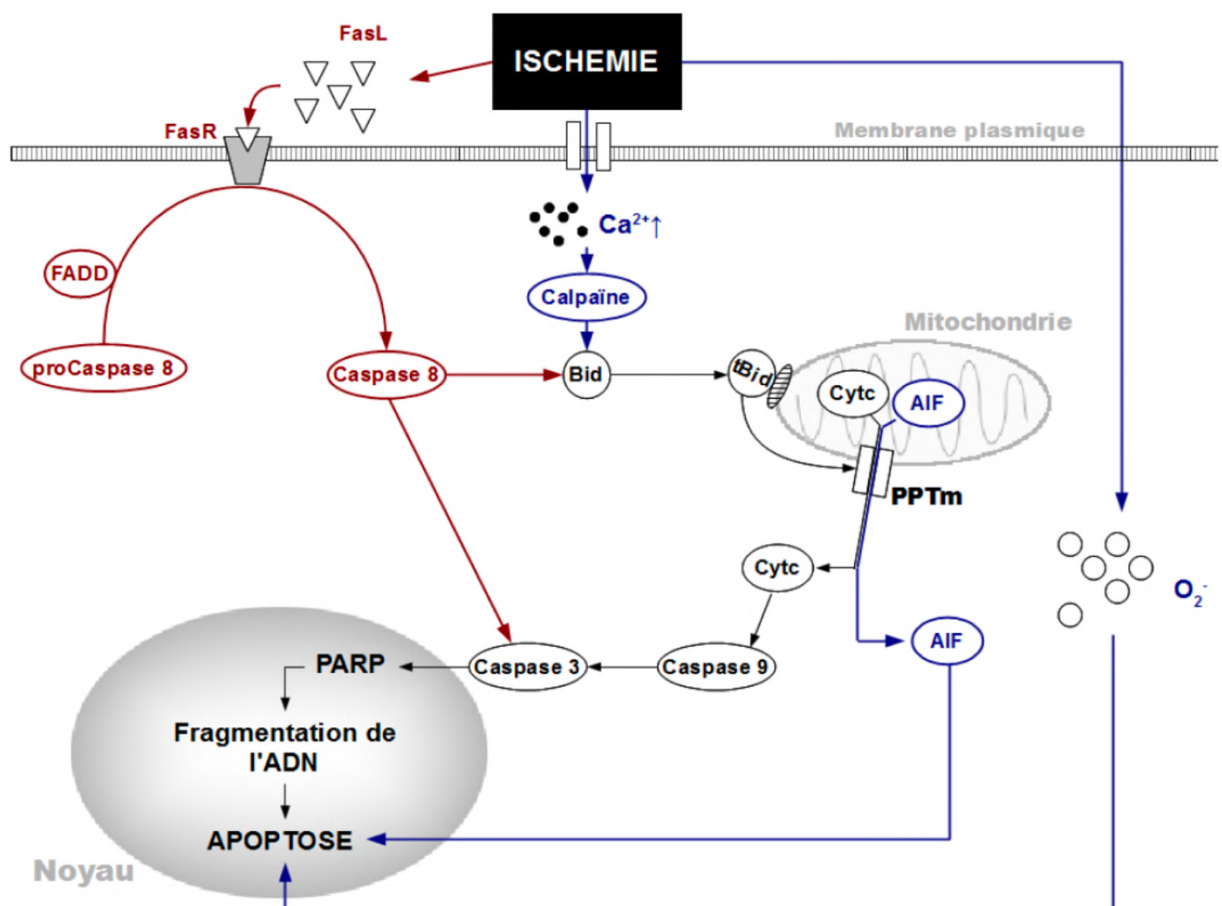 FasL
ISCHEMIE
FasR
Membrane plasmique
Ca²⁺↑
FADD
Calpaïne
Mitochondrie
proCaspase 8
Caspase 8
Bid
tBid
Cytc
AIF
PPTm
Cytc
O₂⁻
AIF
PARP
Caspase 3
Caspase 9
Fragmentation de
l'ADN
APOPTOSE
Noyau